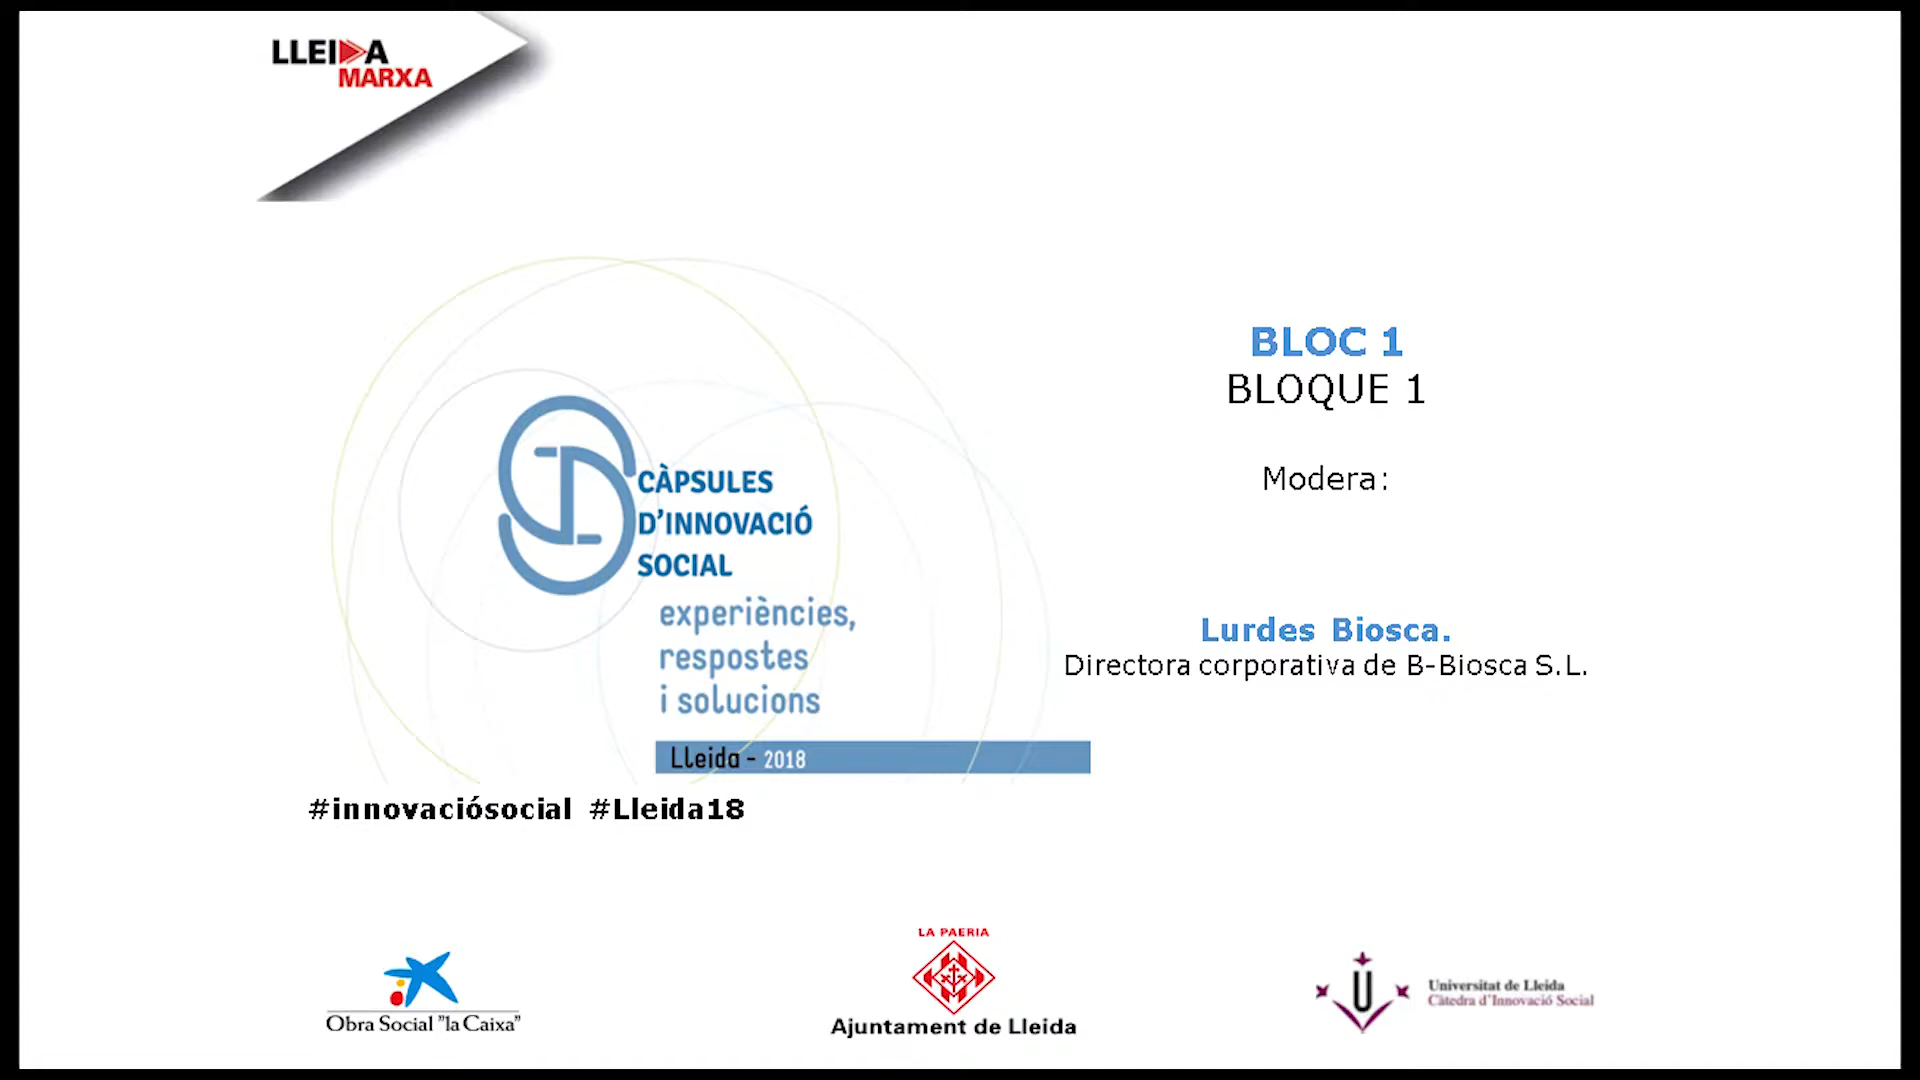 LLEIDA
MARXA
CÀPSULES
D'INNOVACIÓ
SOCIAL
experiències,
respostes
i solucions
Lleida - 2018
#innovaciósocial #Lleida18
BLOC 1
BLOQUE 1
Modera:
Lurdes Biosca.
Directora corporativa de B-Biosca S.L.
Obra Social "la Caixa"
LA PAERIA
Ajuntament de Lleida
U
Universitat de Lleida
Càtedra d'Innovació Social